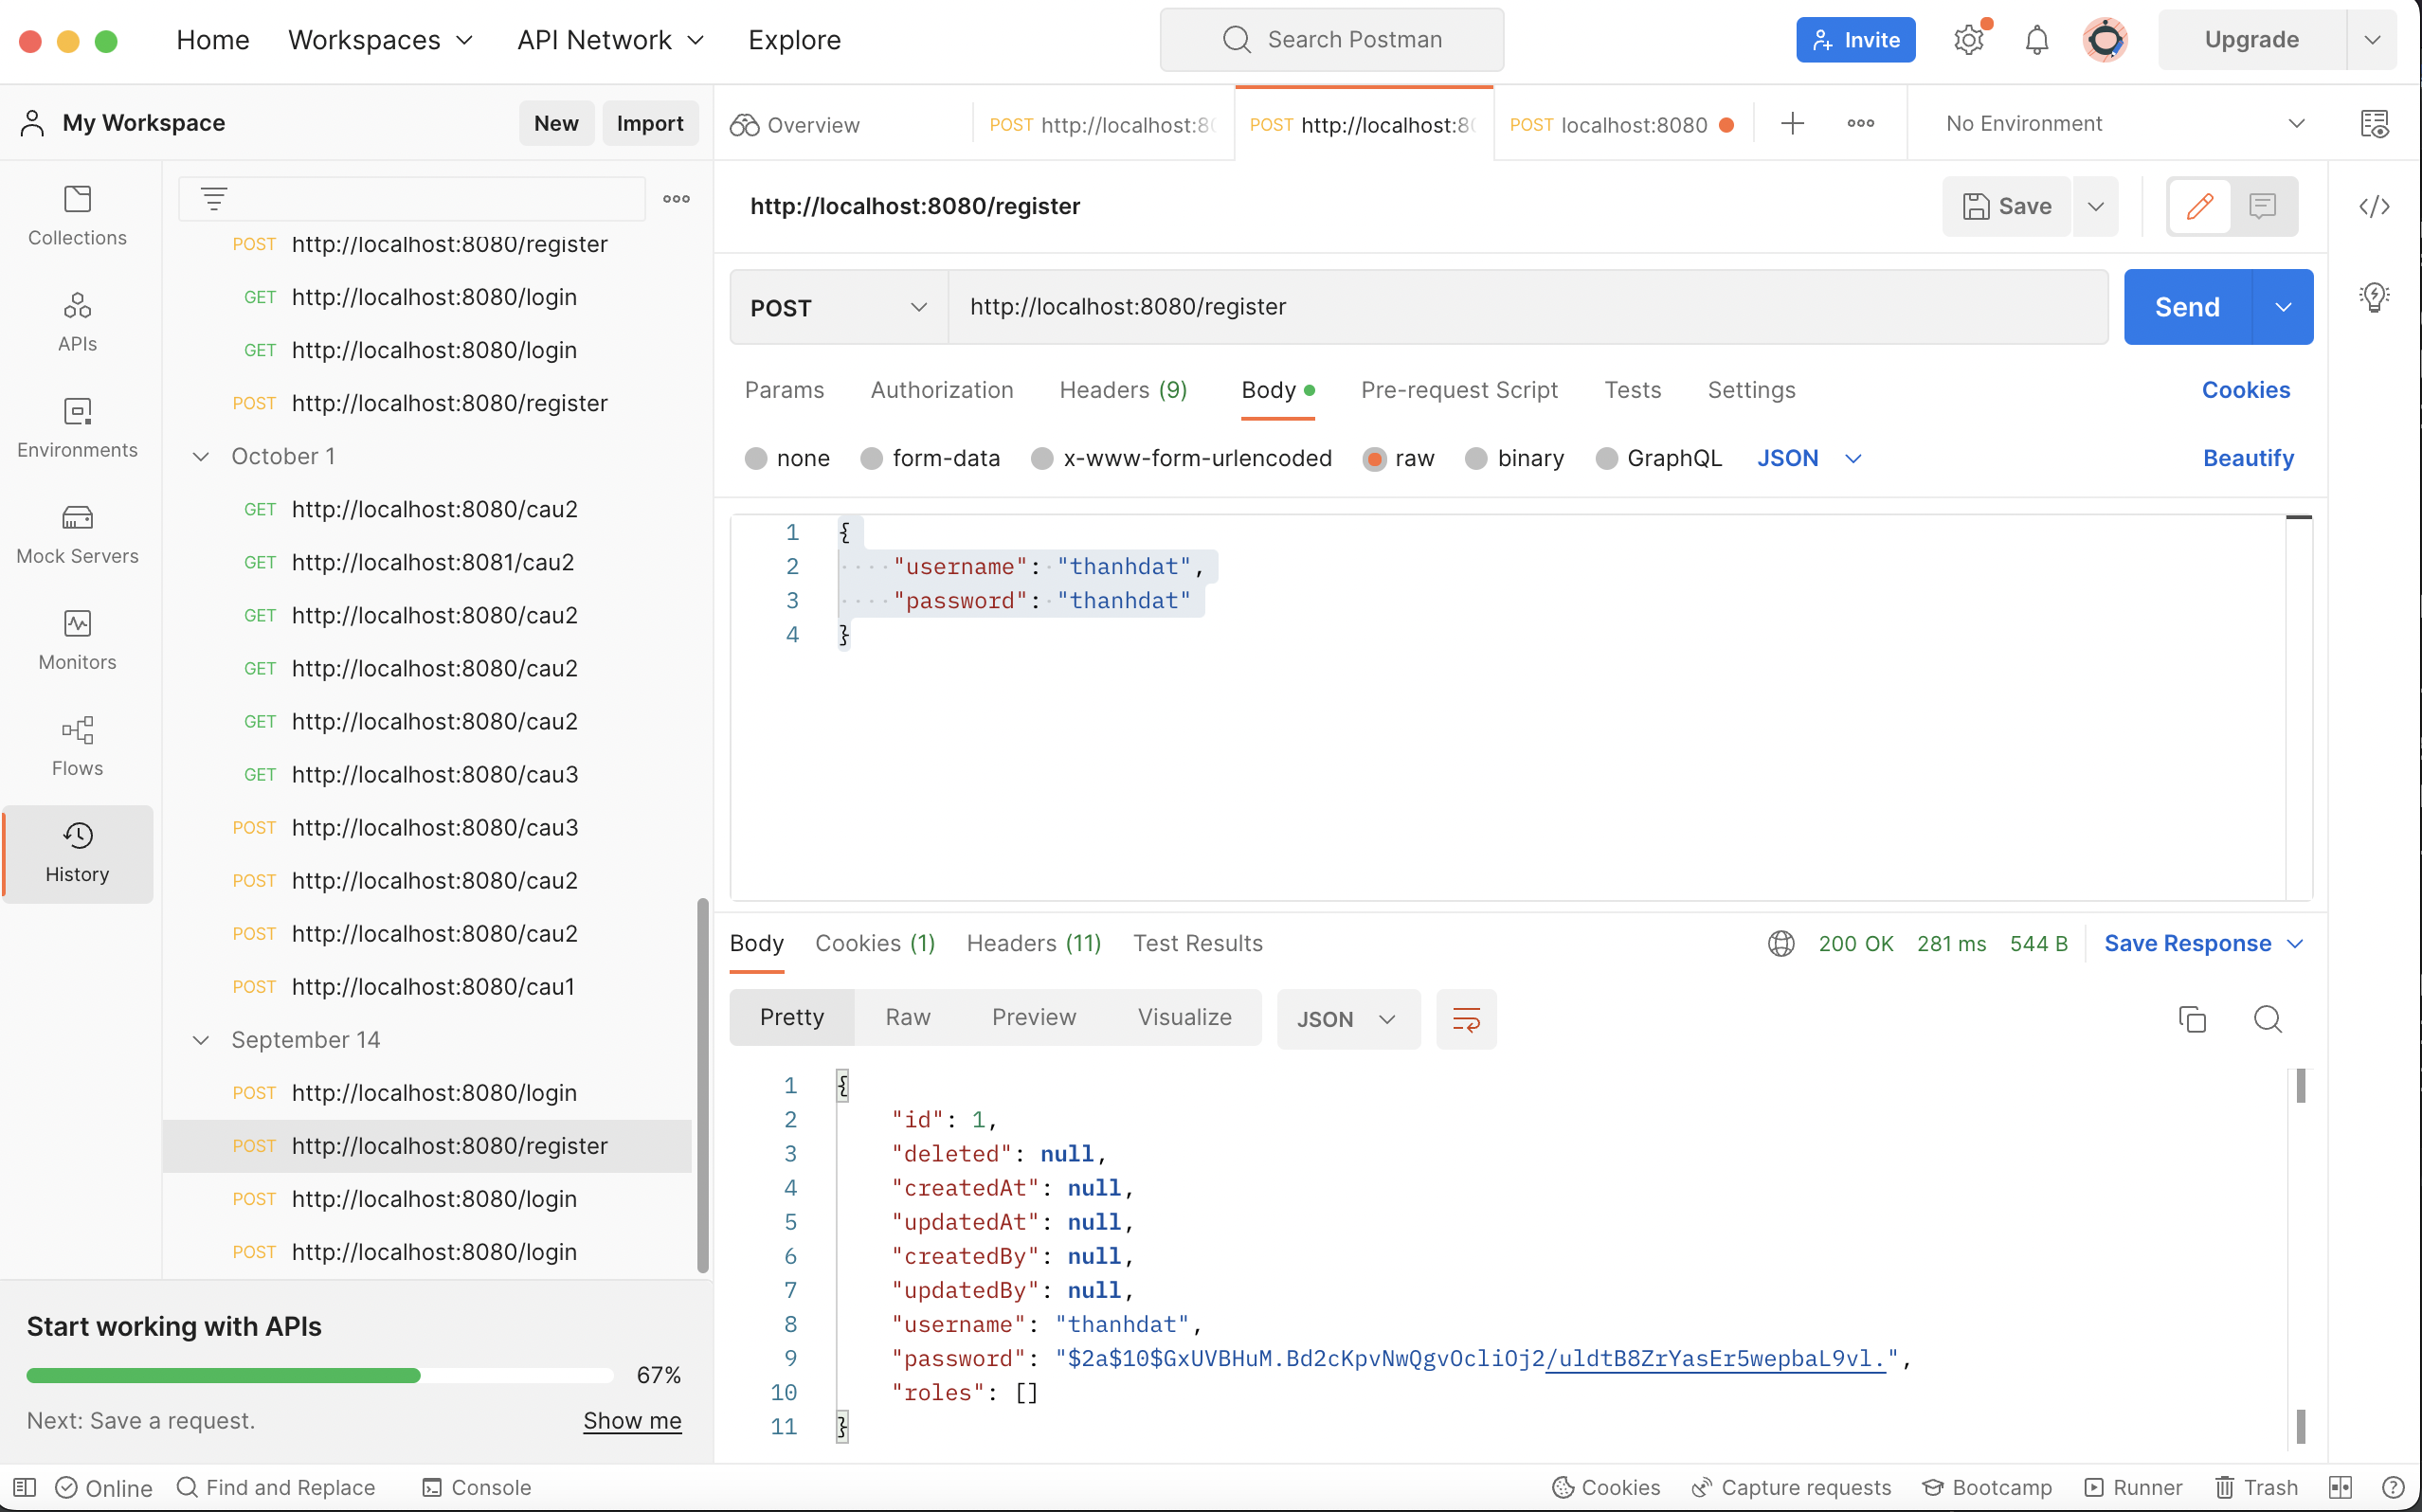 Home Workspaces API Network Explore Search Postman Invite Upgrade
My Workspace New Import
Overview POST http://localhost:80 POST http://localhost:80 POST localhost:8080 No Environment
Collections
APIs
Environments
Mock Servers
Monitors
Flows
History
POST http://localhost:8080/register
GET http://localhost:8080/login
GET http://localhost:8080/login
POST http://localhost:8080/register
October 1
GET http://localhost:8080/cau2
GET http://localhost:8081/cau2
GET http://localhost:8080/cau2
GET http://localhost:8080/cau2
GET http://localhost:8080/cau2
GET http://localhost:8080/cau3
POST http://localhost:8080/cau3
POST http://localhost:8080/cau2
POST http://localhost:8080/cau2
POST http://localhost:8080/cau1
September 14
POST http://localhost:8080/login
POST http://localhost:8080/register
POST http://localhost:8080/login
POST http://localhost:8080/login
Start working with APIs
67%
Next: Save a request. Show me
http://localhost:8080/register Save
POST http://localhost:8080/register Send
Params Authorization Headers (9) Body Pre-request Script Tests Settings Cookies
none form-data x-www-form-urlencoded raw binary GraphQL JSON Beautify
1 {
2 "username": "thanhdat",
3 "password": "thanhdat"
4 }
Body Cookies (1) Headers (11) Test Results 200 OK 281 ms 544 B Save Response
Pretty Raw Preview Visualize JSON
1 {
2 "id": 1,
3 "deleted": null,
4 "createdAt": null,
5 "updatedAt": null,
6 "createdBy": null,
7 "updatedBy": null,
8 "username": "thanhdat",
9 "password": "$2a$10$GxUVBHuM.Bd2cKpvNwQgvOcliOj2/uldtB8ZrYasEr5wepbaL9vl.",
10 "roles": []
11 }
Online Find and Replace Console Cookies Capture requests Bootcamp Runner Trash